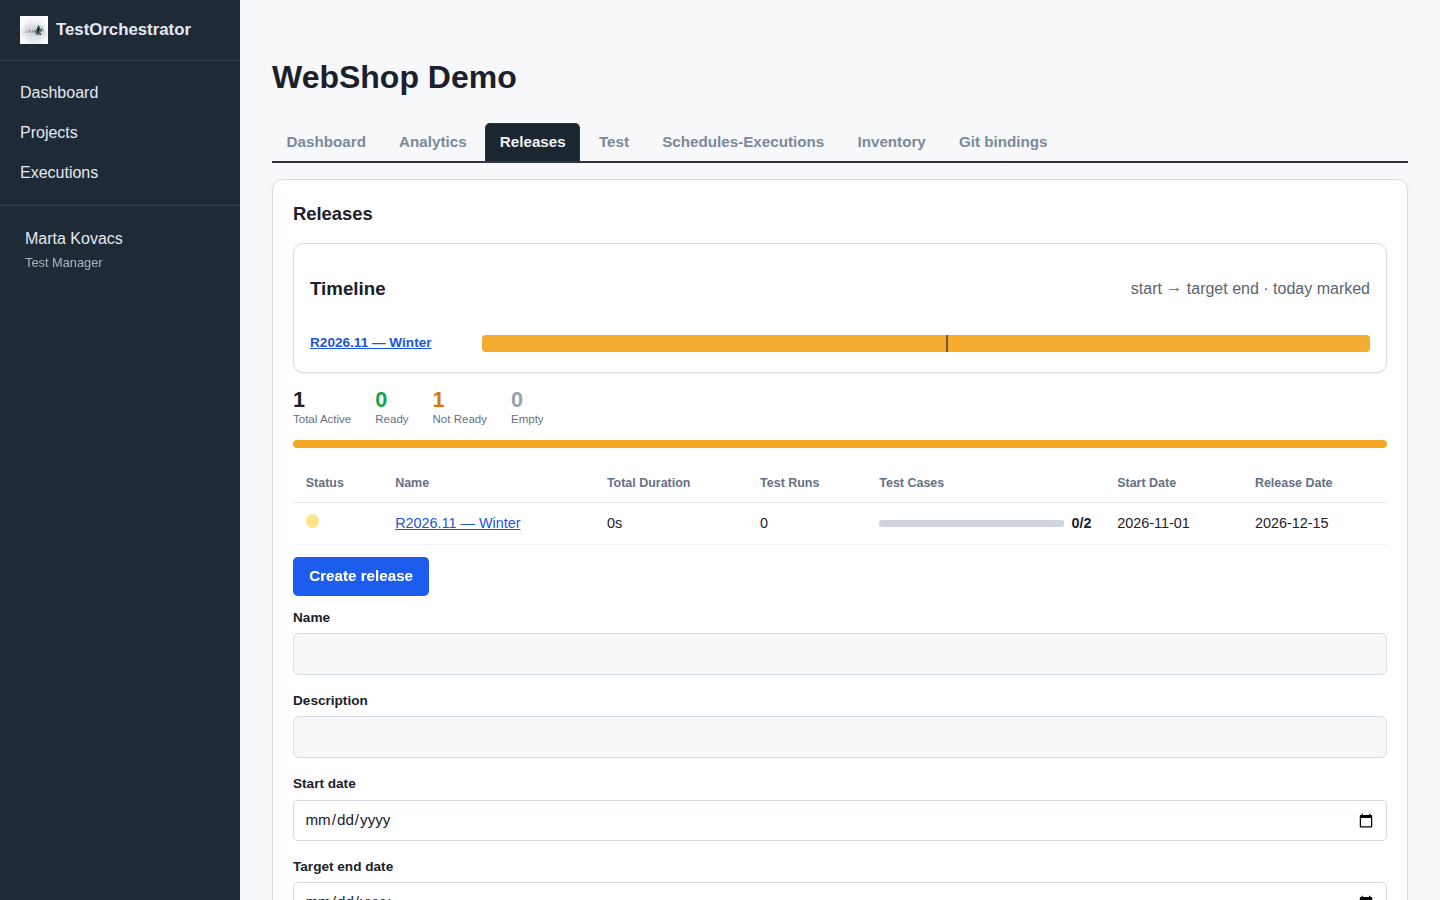 TestOrchestrator
Dashboard
Projects
Executions
Marta Kovacs
Test Manager
WebShop Demo
Dashboard Analytics Releases Test Schedules-Executions Inventory Git bindings
Releases
Timeline start → target end · today marked
R2026.11 — Winter
1 0 1 0
Total Active Ready Not Ready Empty
Status Name Total Duration Test Runs Test Cases Start Date Release Date
R2026.11 — Winter 0s 0 0/2 2026-11-01 2026-12-15
Create release
Name
Description
Start date
mm/dd/yyyy
Target end date
mm/dd/yyyy